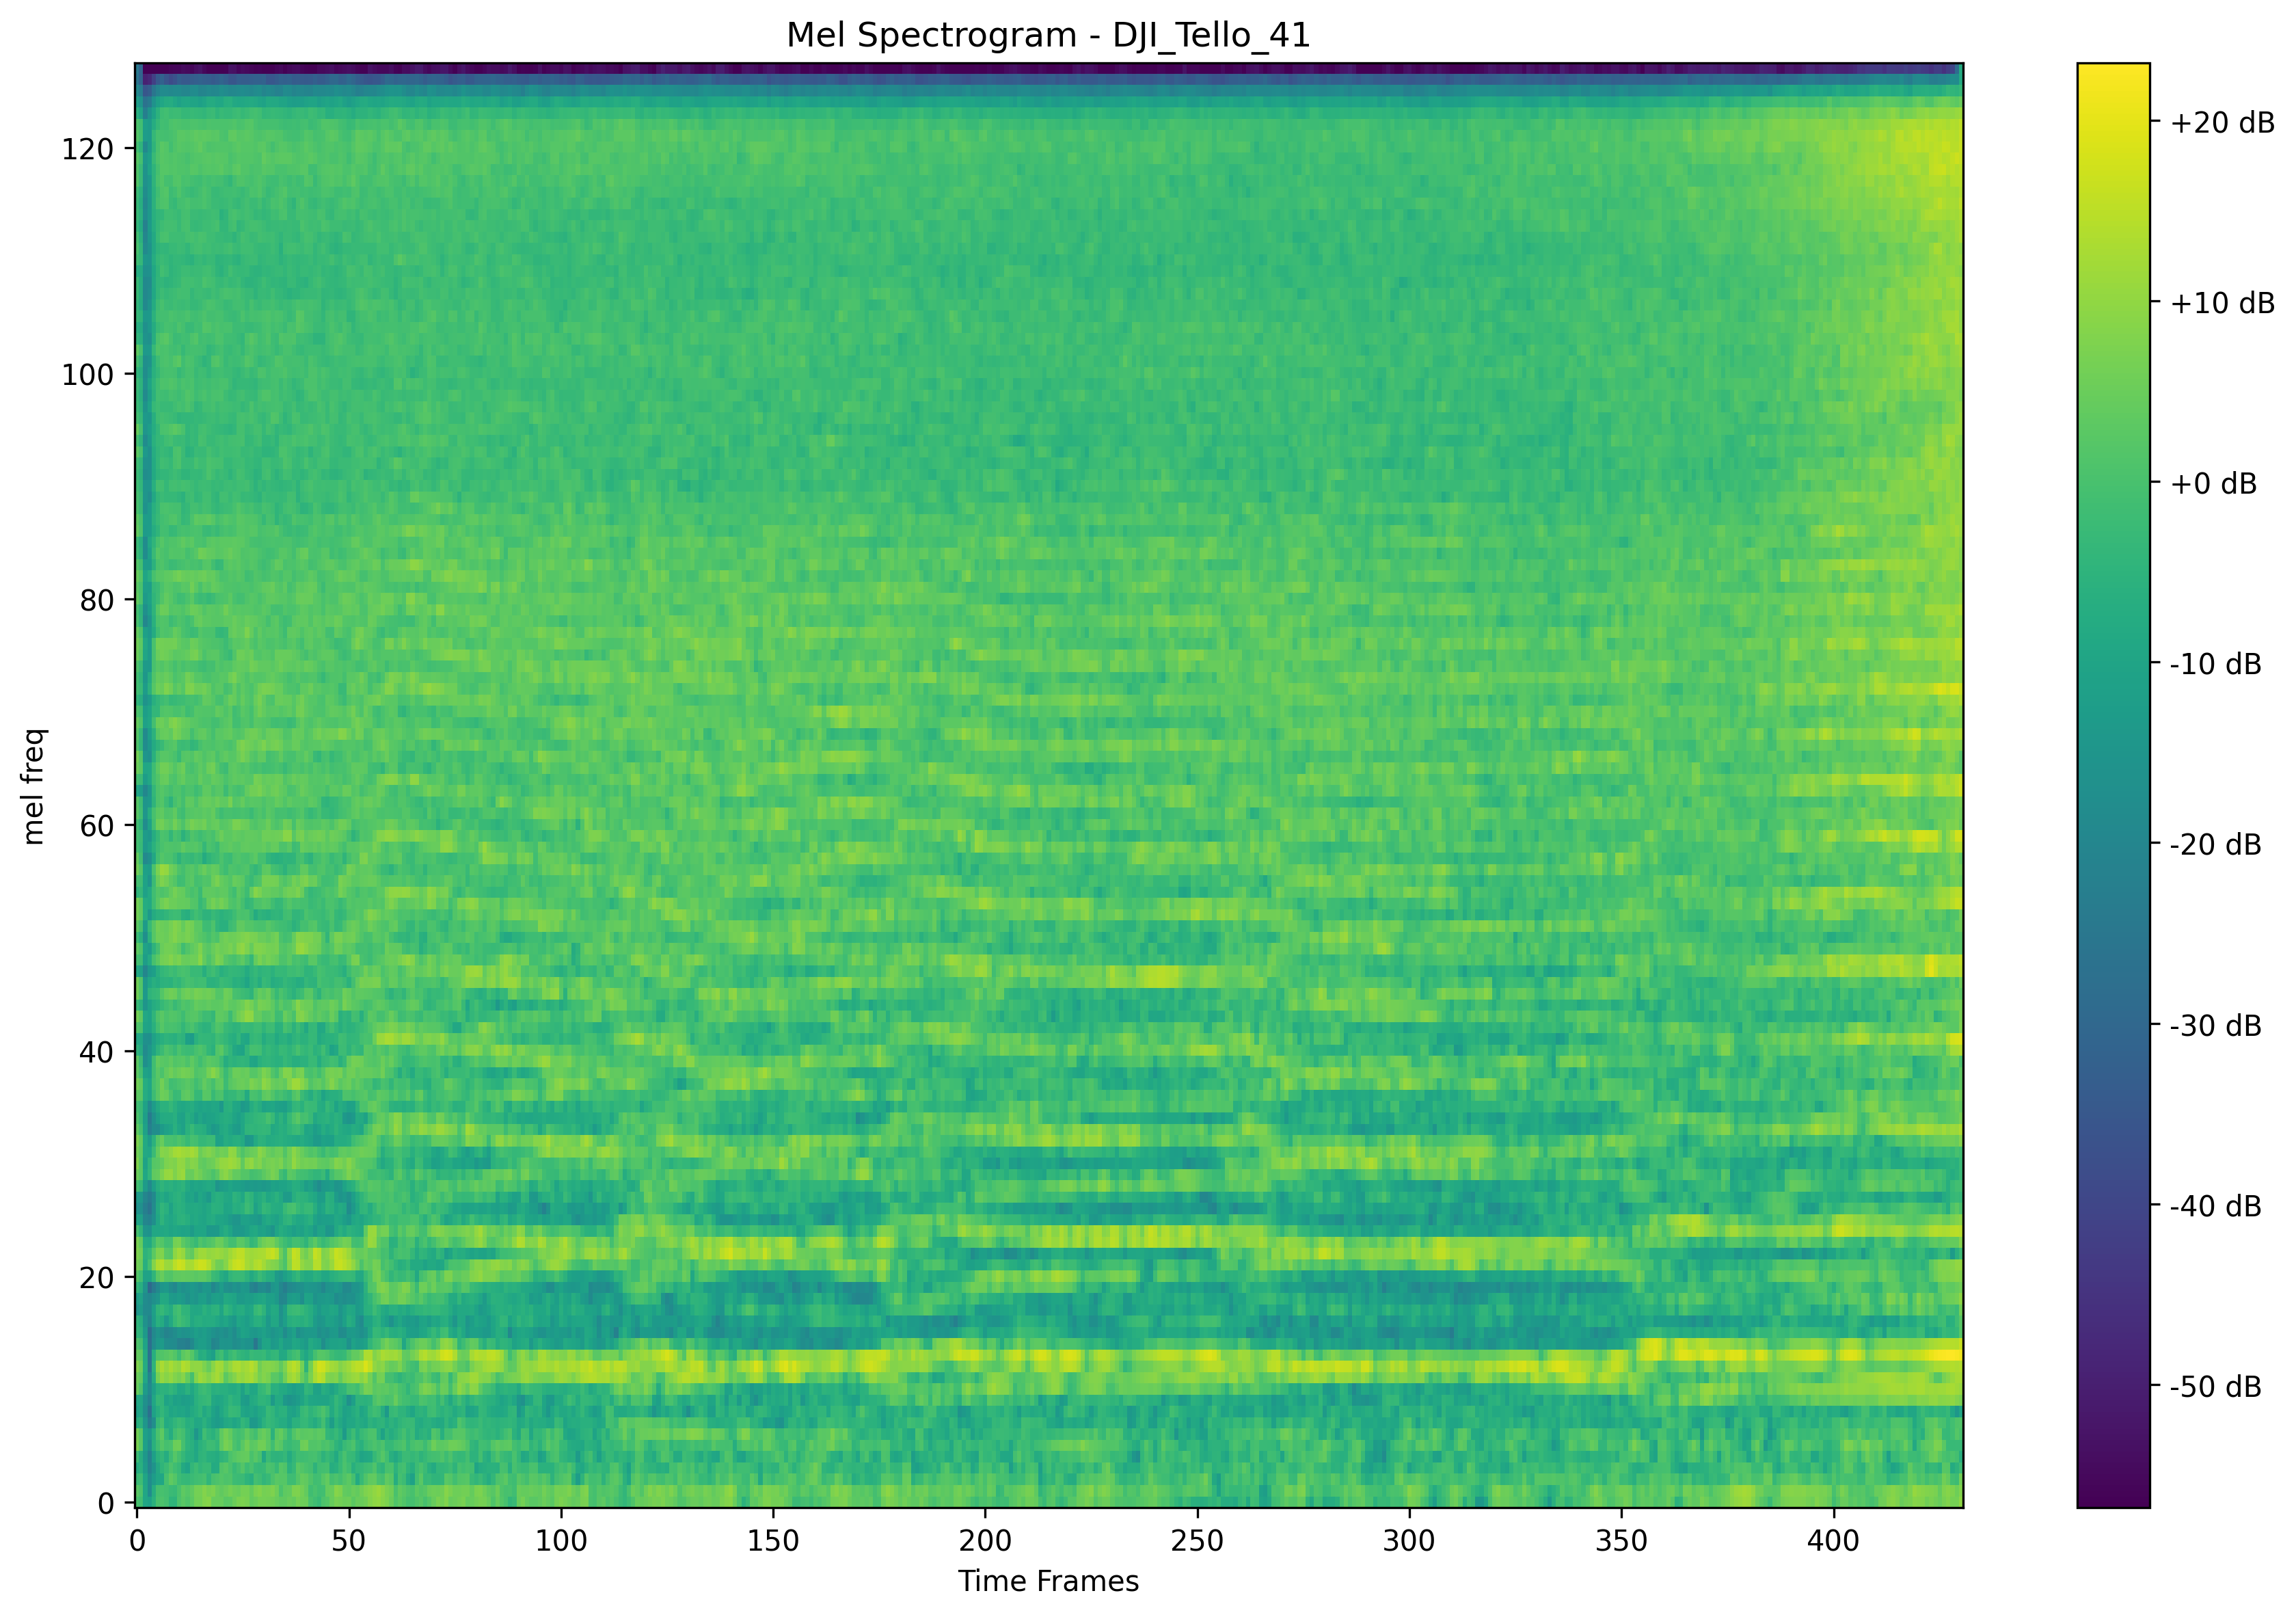 Mel Spectrogram - DJI_Tello_41
mel freq
120
100
80
60
40
20
0
0 50 100 150 200 250 300 350 400
Time Frames
+20 dB
+10 dB
+0 dB
-10 dB
-20 dB
-30 dB
-40 dB
-50 dB